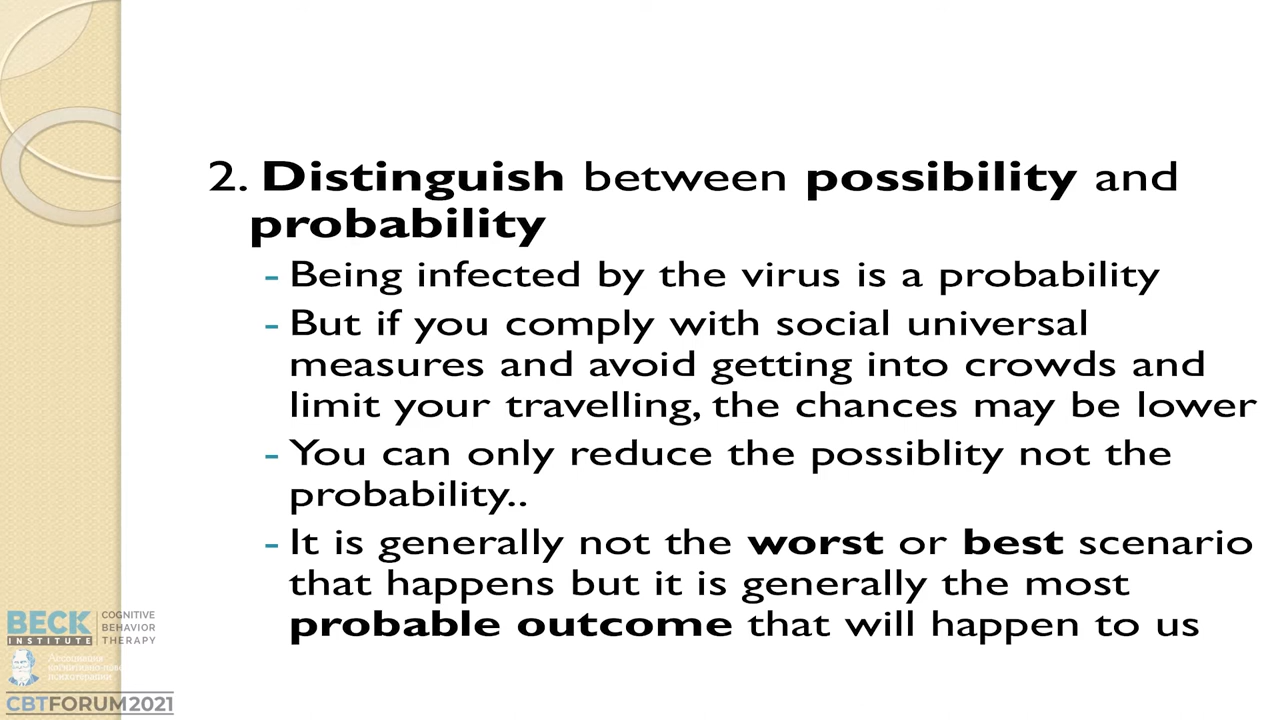 2. Distinguish between possibility and
probability
- Being infected by the virus is a probability
- But if you comply with social universal
measures and avoid getting into crowds and
limit your travelling, the chances may be lower
- You can only reduce the possiblity not the
probability..
- It is generally not the worst or best scenario
that happens but it is generally the most
probable outcome that will happen to us
BECK INSTITUTE
COGNITIVE
BEHAVIOR
THERAPY
Ассоциация
психотерапии
CBTFORUM2021